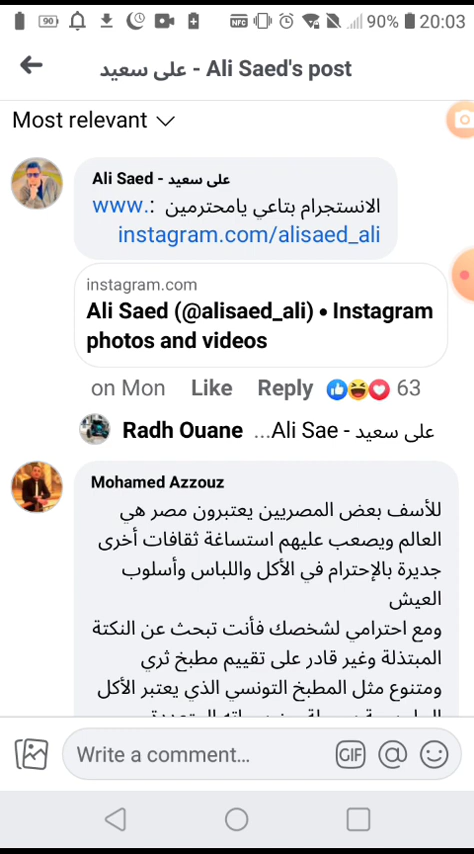 90
NFC
90% 20:03
Ali Saed's post - على سعيد
Most relevant
Ali Saed - على سعيد
الانستجرام بتاعي يامحترمين :. www.
instagram.com/alisaed_ali
instagram.com
Ali Saed (@alisaed_ali) • Instagram
photos and videos
on Mon Like Reply 63
Radh Ouane ...Ali Sae - على سعيد
Mohamed Azzouz
للأسف بعض المصريين يعتبرون مصر هي
العالم ويصعب عليهم استساغة ثقافات أخرى
جديرة بالإحترام في الأكل واللباس وأسلوب
العيش
ومع احترامي لشخصك فأنت تبحث عن النكتة
المبتذلة وغير قادر على تقييم مطبخ ثري
ومتنوع مثل المطبخ التونسي الذي يعتبر الأكل
Write a comment...
GIF @